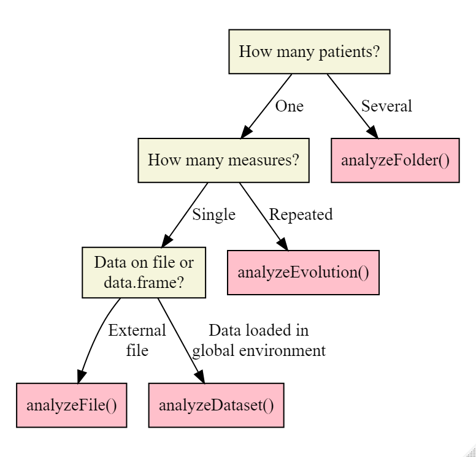 How many patients?
One
Several
How many measures?
analyzeFolder()
Single
Repeated
Data on file or
data.frame?
analyzeEvolution()
External
file
Data loaded in
global environment
analyzeFile()
analyzeDataset()